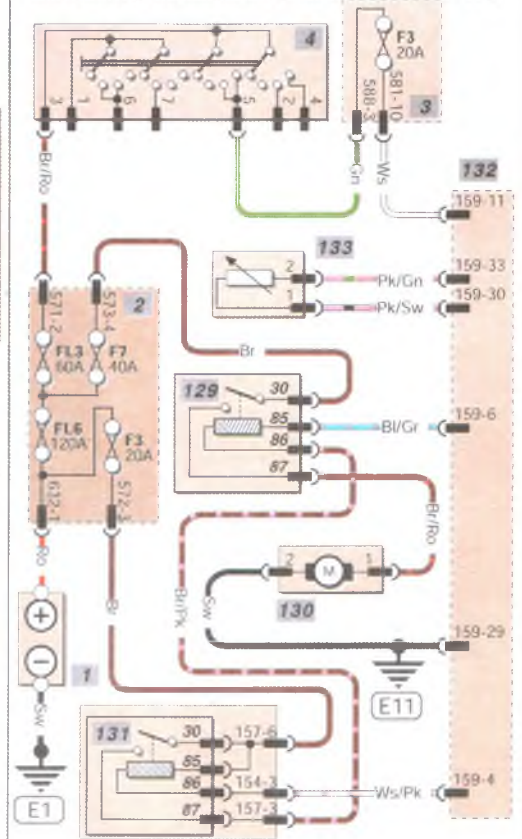 4
F3
20A
3
588-3
581-10
3
1
6
7
5
2
4
Br/Ro
Gn
Ws
132
159-11
133
2
1
Pk/Gn
Pk/Sw
159-33
159-30
571-2
573-4
2
FL3
60A
F7
40A
FL6
120A
F3
20A
632-1
572-3
Br
129
30
85
86
87
Bl/Gr
159-6
Br/Ro
2
M
1
130
Ro
Br
Br/Pk
Sw
159-29
E11
+
−
1
Sw
E1
131
30
85
86
87
157-6
154-3
157-3
Ws/Pk
159-4